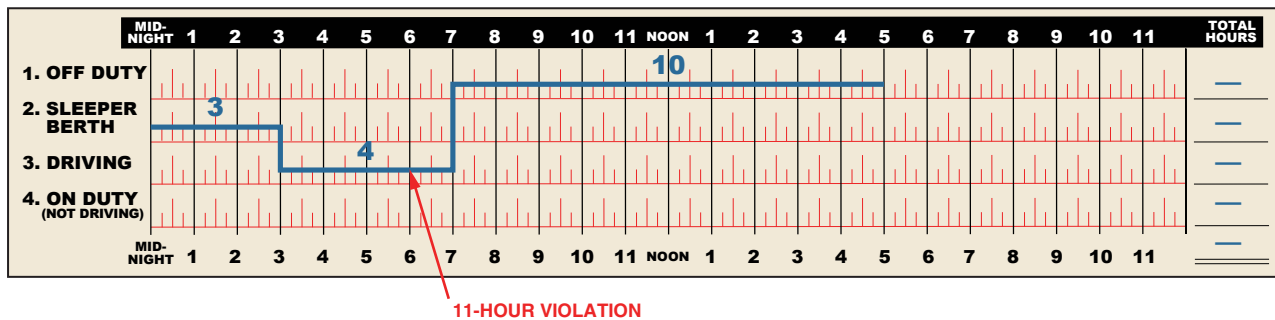 MID-
NIGHT 1 2 3 4 5 6 7 8 9 10 11 NOON 1 2 3 4 5 6 7 8 9 10 11 TOTAL HOURS
1. OFF DUTY 10 —
2. SLEEPER BERTH 3 —
3. DRIVING 4 —
4. ON DUTY —
(NOT DRIVING)
MID-
NIGHT 1 2 3 4 5 6 7 8 9 10 11 NOON 1 2 3 4 5 6 7 8 9 10 11 —
11-HOUR VIOLATION